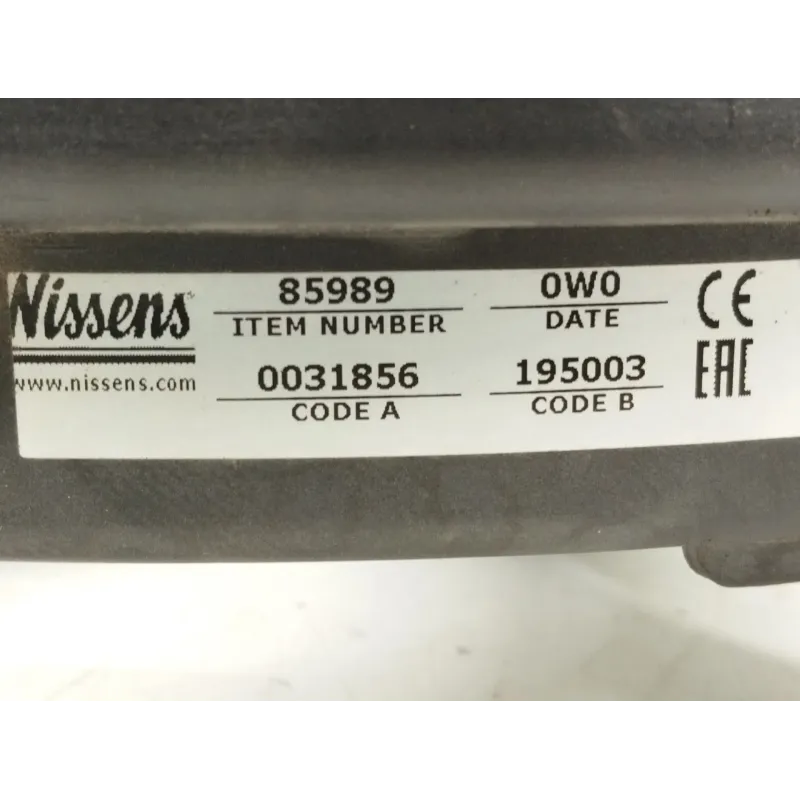 Nissens
www.nissens.com
85989
ITEM NUMBER
0W0
DATE
0031856
CODE A
195003
CODE B
CE
EAC